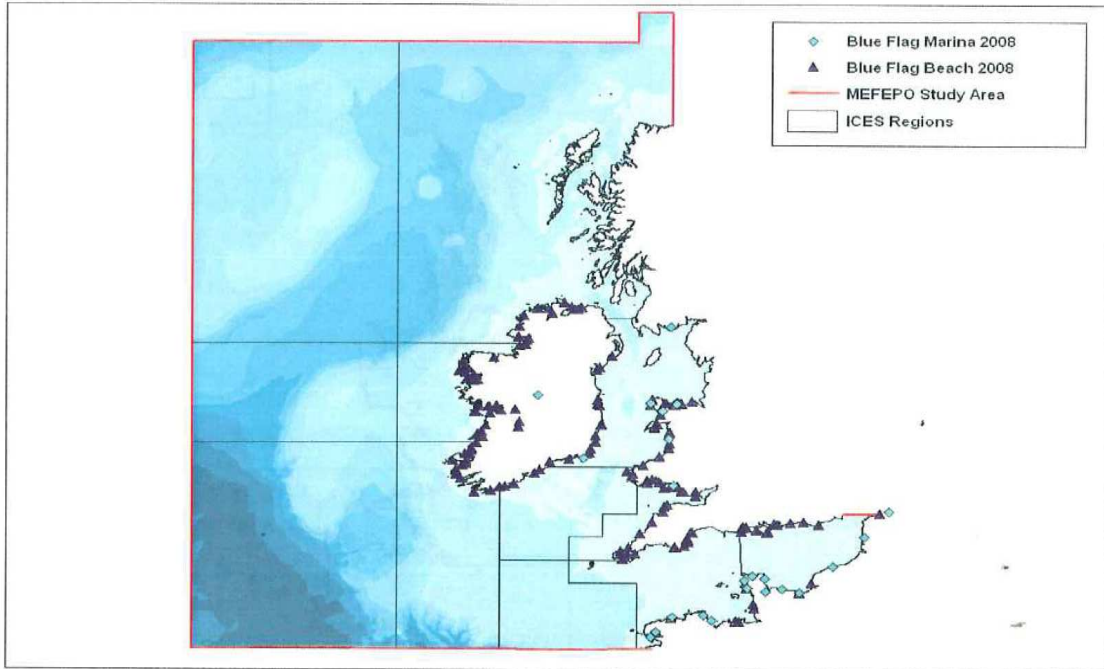 Blue Flag Marina 2008
Blue Flag Beach 2008
MEFEPO Study Area
ICES Regions